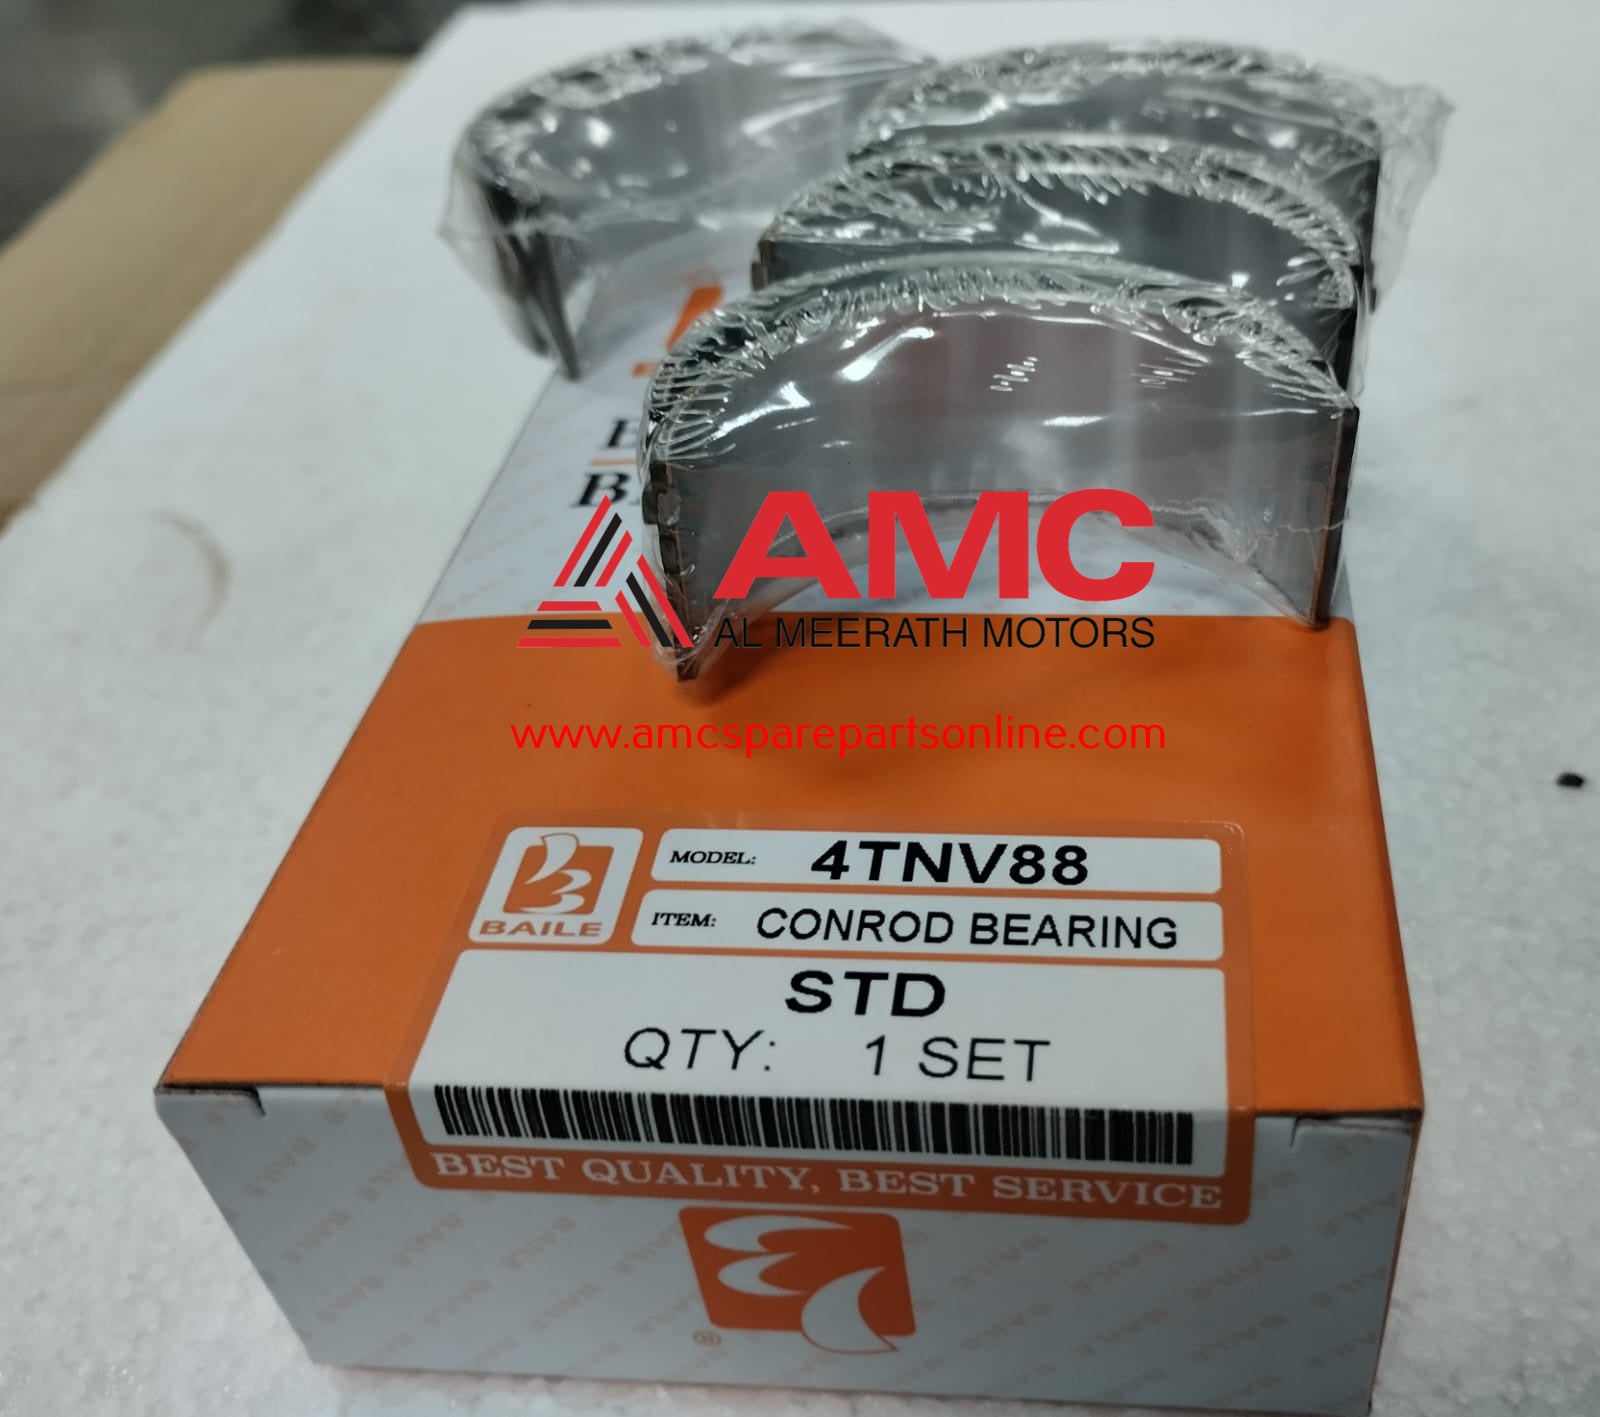 AMC
AL MEERATH MOTORS
www.amcsparepartsonline.com
BAILE
MODEL: 4TNV88
ITEM: CONROD BEARING
STD
QTY: 1 SET
BEST QUALITY, BEST SERVICE
®
BAILE